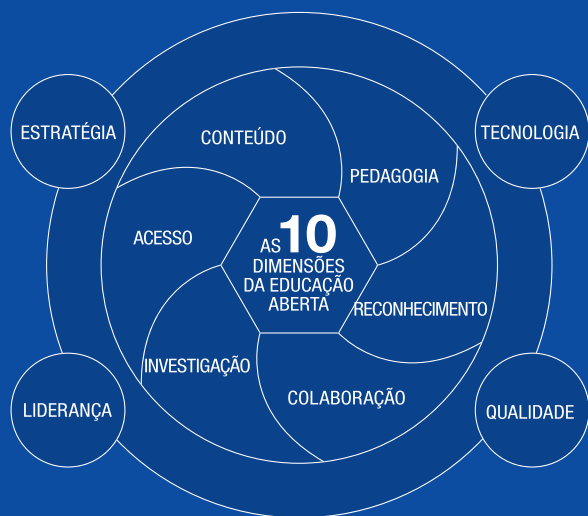 ESTRATÉGIA
TECNOLOGIA
CONTEÚDO
PEDAGOGIA
ACESSO
AS 10
DIMENSÕES
DA EDUCAÇÃO
ABERTA
RECONHECIMENTO
INVESTIGAÇÃO
COLABORAÇÃO
LIDERANÇA
QUALIDADE